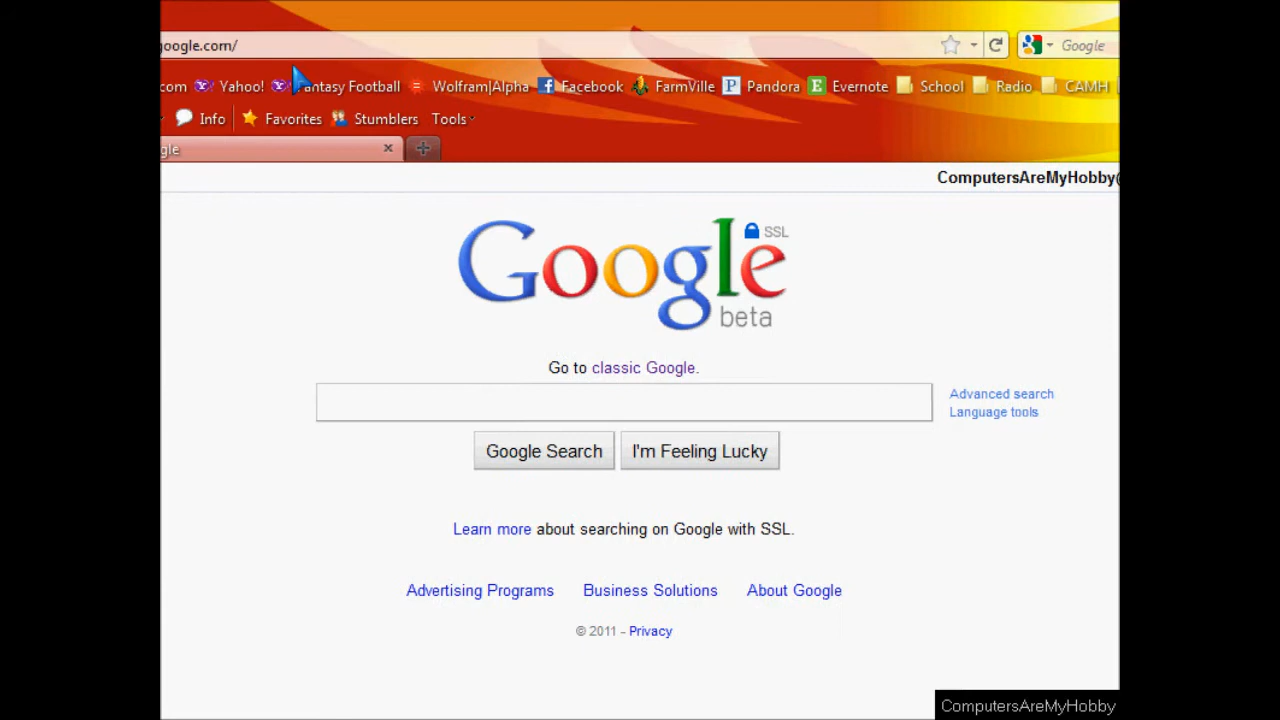 google.com/
Google
.com Yahoo! Fantasy Football Wolfram|Alpha Facebook FarmVille Pandora Evernote School Radio CAMH
Info Favorites Stumblers Tools
gle
ComputersAreMyHobby@
Google
SSL
beta
Go to classic Google.
Advanced search
Language tools
Google Search I'm Feeling Lucky
Learn more about searching on Google with SSL.
Advertising Programs Business Solutions About Google
© 2011 - Privacy
ComputersAreMyHobby